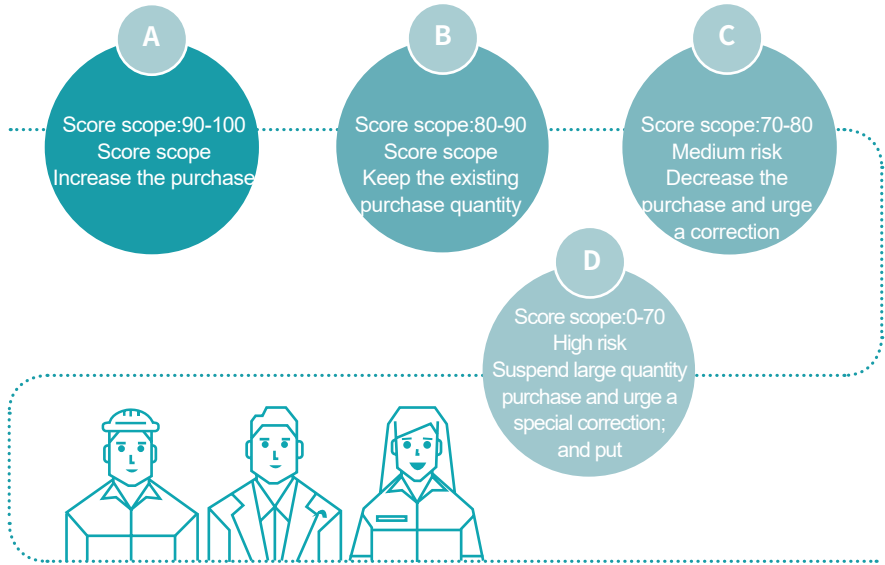 A
Score scope:90-100
Score scope
Increase the purchase
B
Score scope:80-90
Score scope
Keep the existing
purchase quantity
C
Score scope:70-80
Medium risk
Decrease the
purchase and urge
a correction
D
Score scope:0-70
High risk
Suspend large quantity
purchase and urge a
special correction;
and put